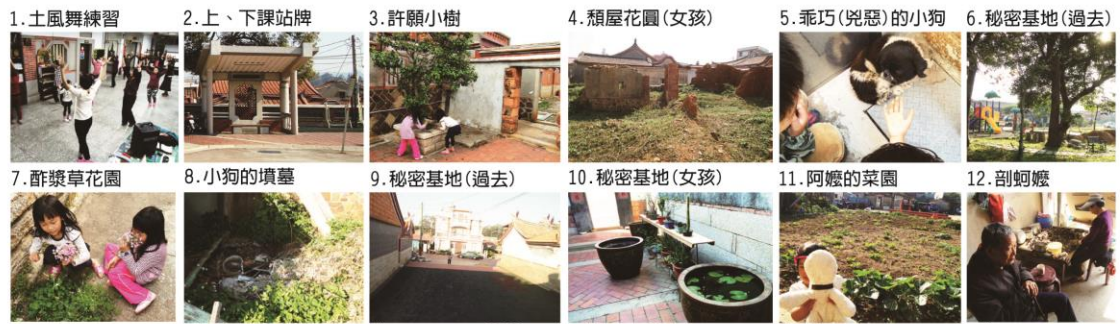 1.土風舞練習
2.上、下課站牌
3.許願小樹
4.頹屋花圓(女孩)
5.乖巧(兇惡)的小狗
6.秘密基地(過去)
7.酢漿草花園
8.小狗的墳墓
9.秘密基地(過去)
10.秘密基地(女孩)
11.阿嬤的菜園
12.剖蚵嬤